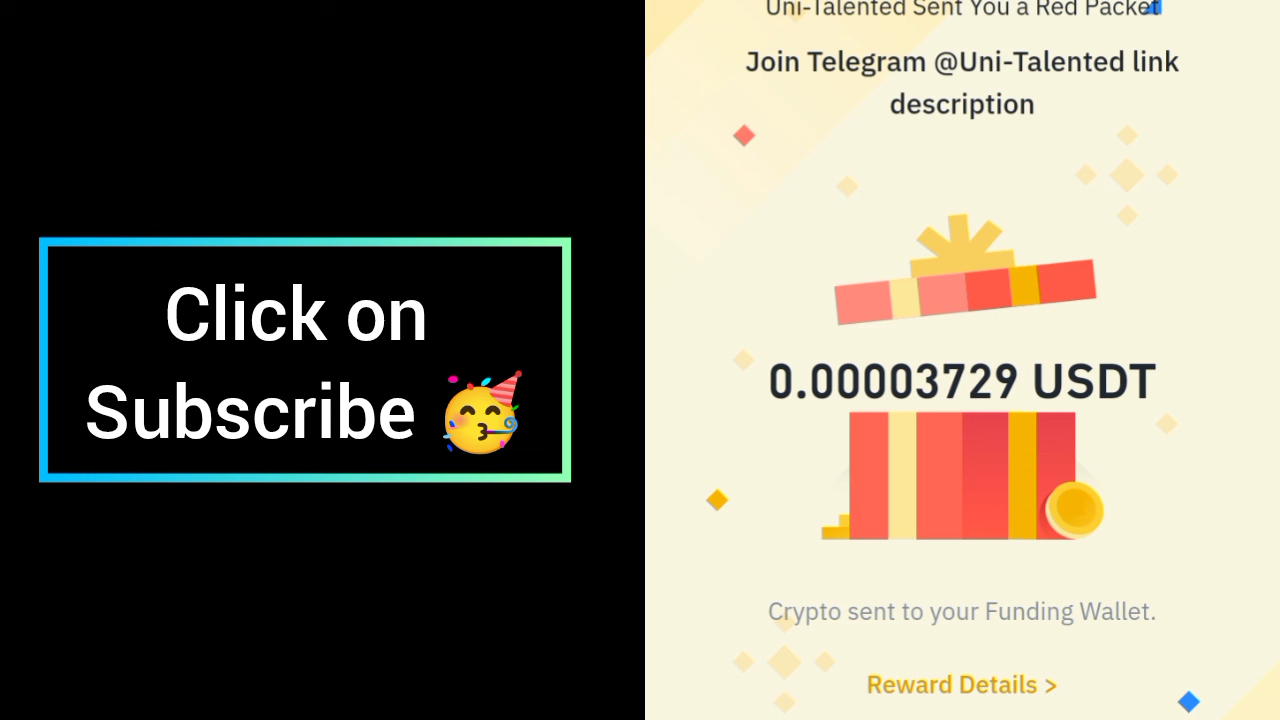 Click on
Subscribe 🥳
Uni-Talented Sent You a Red Packet
Join Telegram @Uni-Talented link
description
0.00003729 USDT
Crypto sent to your Funding Wallet.
Reward Details >